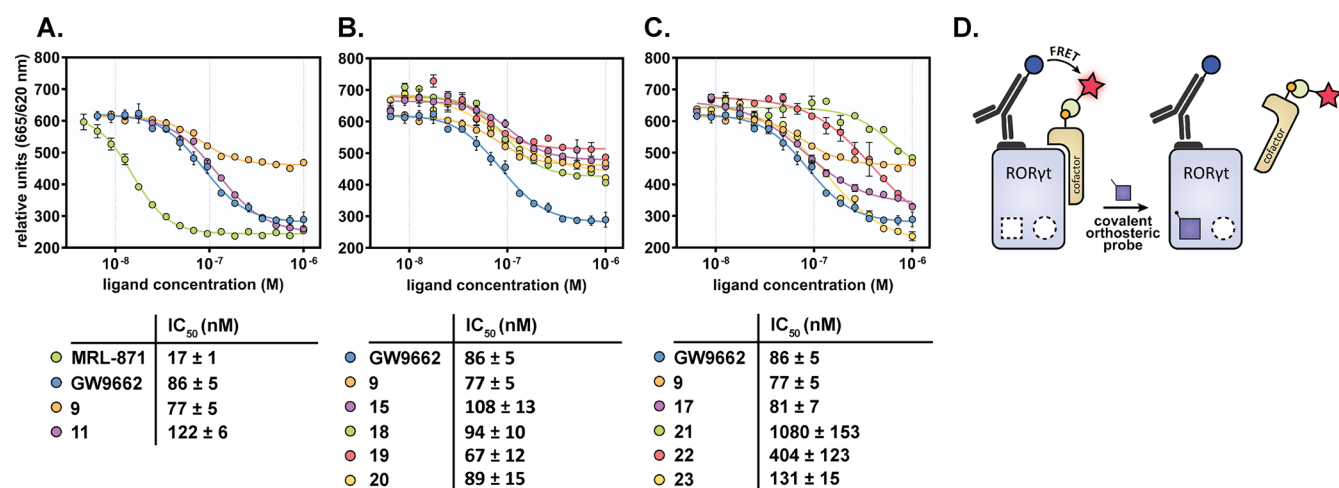 A.
B.
C.
D.
relative units (665/620 nm)
800
700
600
500
400
300
200
10⁻⁸
10⁻⁷
10⁻⁶
ligand concentration (M)
800
700
600
500
400
300
200
10⁻⁸
10⁻⁷
10⁻⁶
ligand concentration (M)
800
700
600
500
400
300
200
10⁻⁸
10⁻⁷
10⁻⁶
ligand concentration (M)
FRET
cofactor
RORγt
covalent
orthosteric
probe
RORγt
cofactor
IC₅₀ (nM)
MRL-871 17 ± 1
GW9662 86 ± 5
9 77 ± 5
11 122 ± 6
IC₅₀ (nM)
GW9662 86 ± 5
9 77 ± 5
15 108 ± 13
18 94 ± 10
19 67 ± 12
20 89 ± 15
IC₅₀ (nM)
GW9662 86 ± 5
9 77 ± 5
17 81 ± 7
21 1080 ± 153
22 404 ± 123
23 131 ± 15